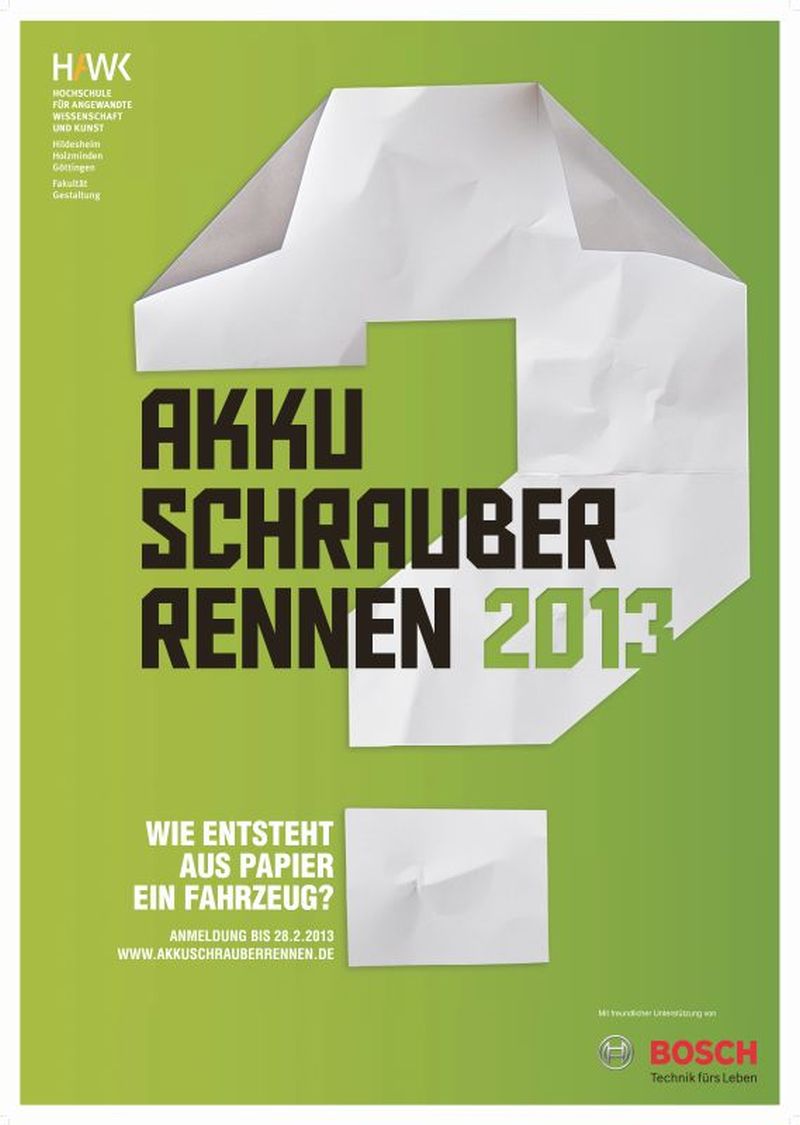 HAWK
HOCHSCHULE
FÜR ANGEWANDTE
WISSENSCHAFT
UND KUNST
Hildesheim
Holzminden
Göttingen
Fakultät
Gestaltung
AKKU
SCHRAUBER
RENNEN 2013
WIE ENTSTEHT
AUS PAPIER
EIN FAHRZEUG?
ANMELDUNG BIS 28.2.2013
WWW.AKKUSCHRAUBERRENNEN.DE
Mit freundlicher Unterstützung von
BOSCH
Technik fürs Leben